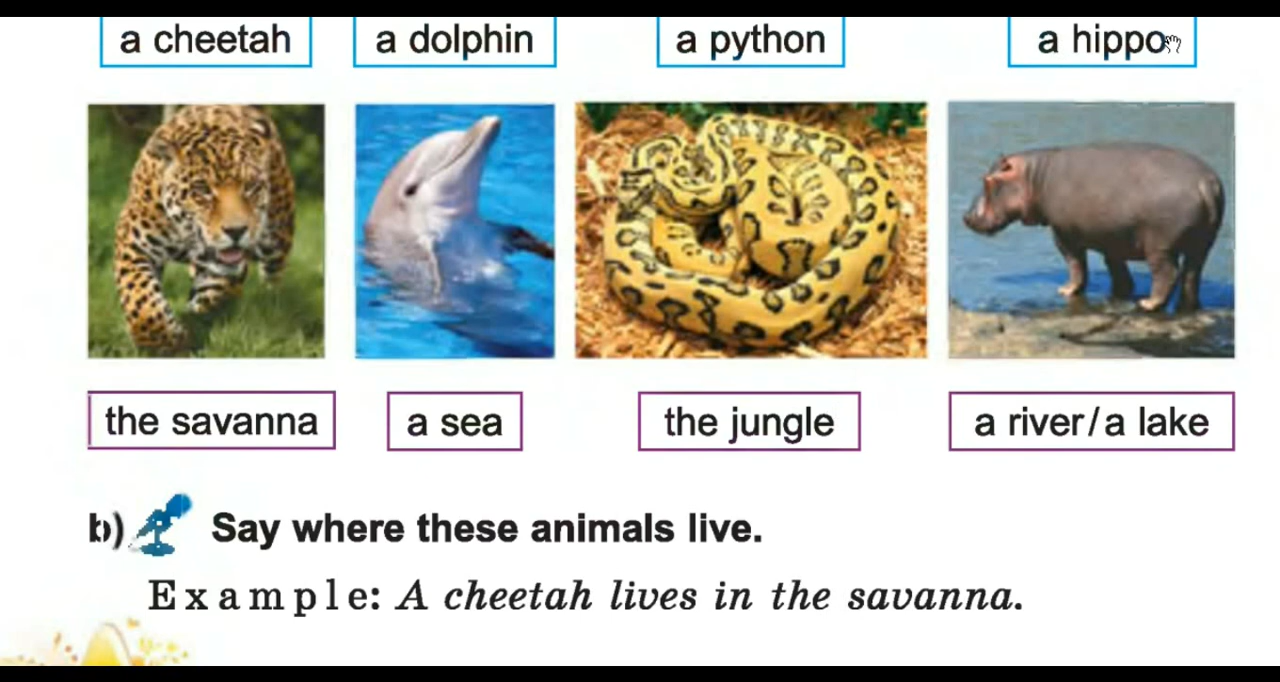 a cheetah a dolphin a python a hippo
the savanna a sea the jungle a river/a lake
b) Say where these animals live.
Example: A cheetah lives in the savanna.